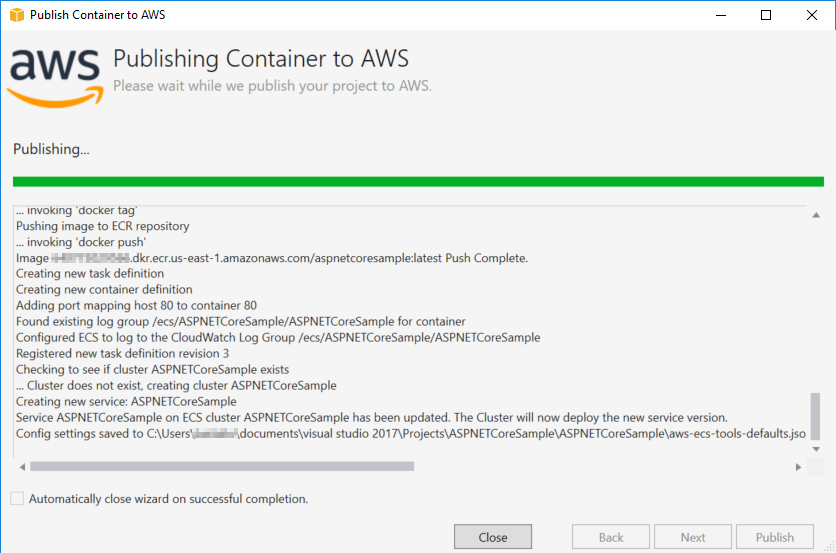 Publish Container to AWS
aws
Publishing Container to AWS
Please wait while we publish your project to AWS.
Publishing...
... invoking 'docker tag'
Pushing image to ECR repository
... invoking 'docker push'
Image .dkr.ecr.us-east-1.amazonaws.com/aspnetcoresample:latest Push Complete.
Creating new task definition
Creating new container definition
Adding port mapping host 80 to container 80
Found existing log group /ecs/ASPNETCoreSample/ASPNETCoreSample for container
Configured ECS to log to the CloudWatch Log Group /ecs/ASPNETCoreSample/ASPNETCoreSample
Registered new task definition revision 3
Checking to see if cluster ASPNETCoreSample exists
... Cluster does not exist, creating cluster ASPNETCoreSample
Creating new service: ASPNETCoreSample
Service ASPNETCoreSample on ECS cluster ASPNETCoreSample has been updated. The Cluster will now deploy the new service version.
Config settings saved to C:\Users\ \documents\visual studio 2017\Projects\ASPNETCoreSample\ASPNETCoreSample\aws-ecs-tools-defaults.jso
Automatically close wizard on successful completion.
Close Back Next Publish